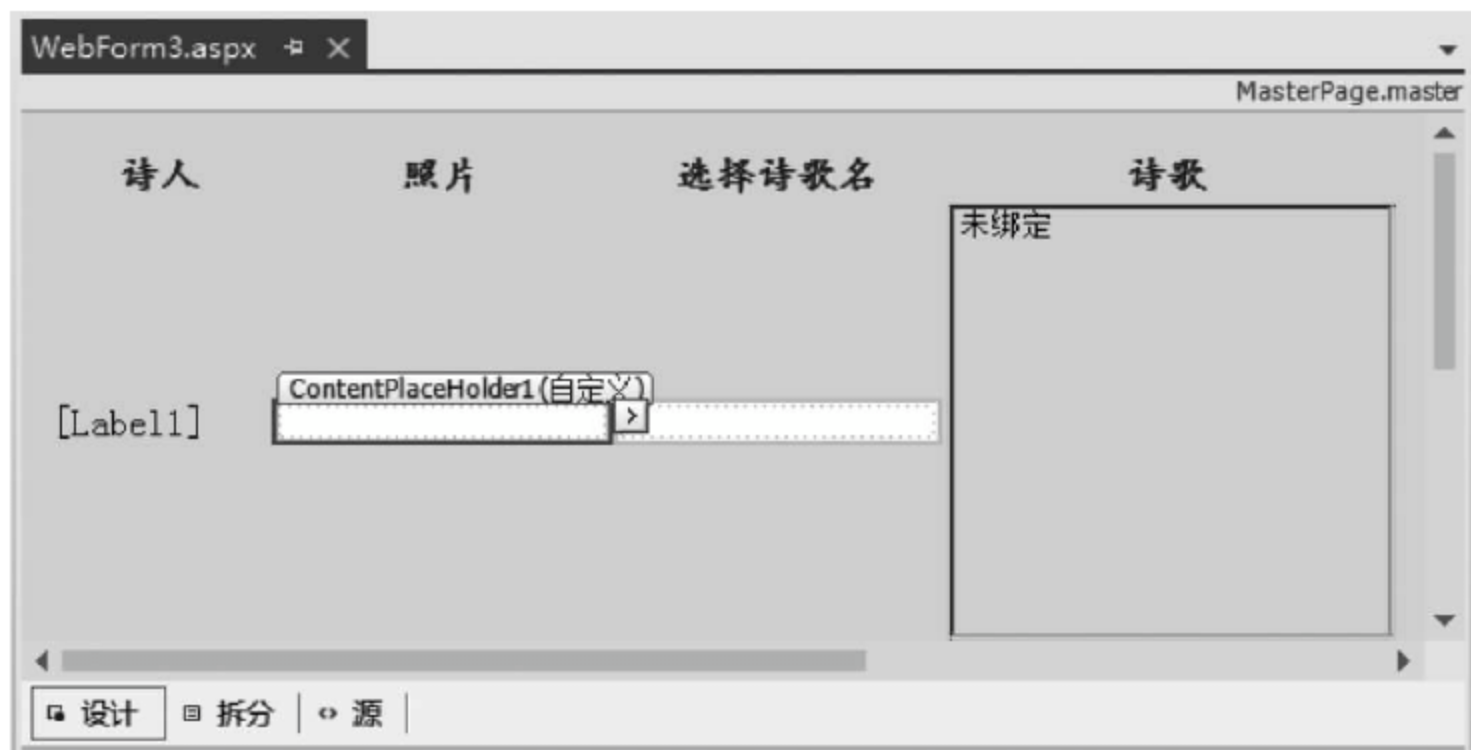 WebForm3.aspx
MasterPage.master
诗人 照片 选择诗歌名 诗歌
未绑定
ContentPlaceHolder1(自定义)
[Label1]
设计 拆分 源